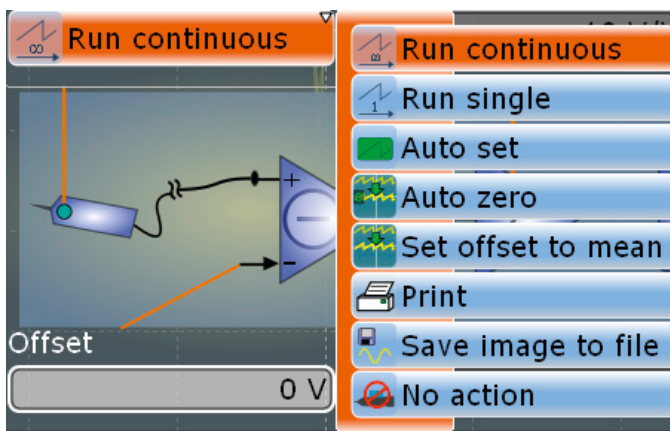 Run continuous
Offset
0 V
Run continuous
Run single
Auto set
Auto zero
Set offset to mean
Print
Save image to file
No action